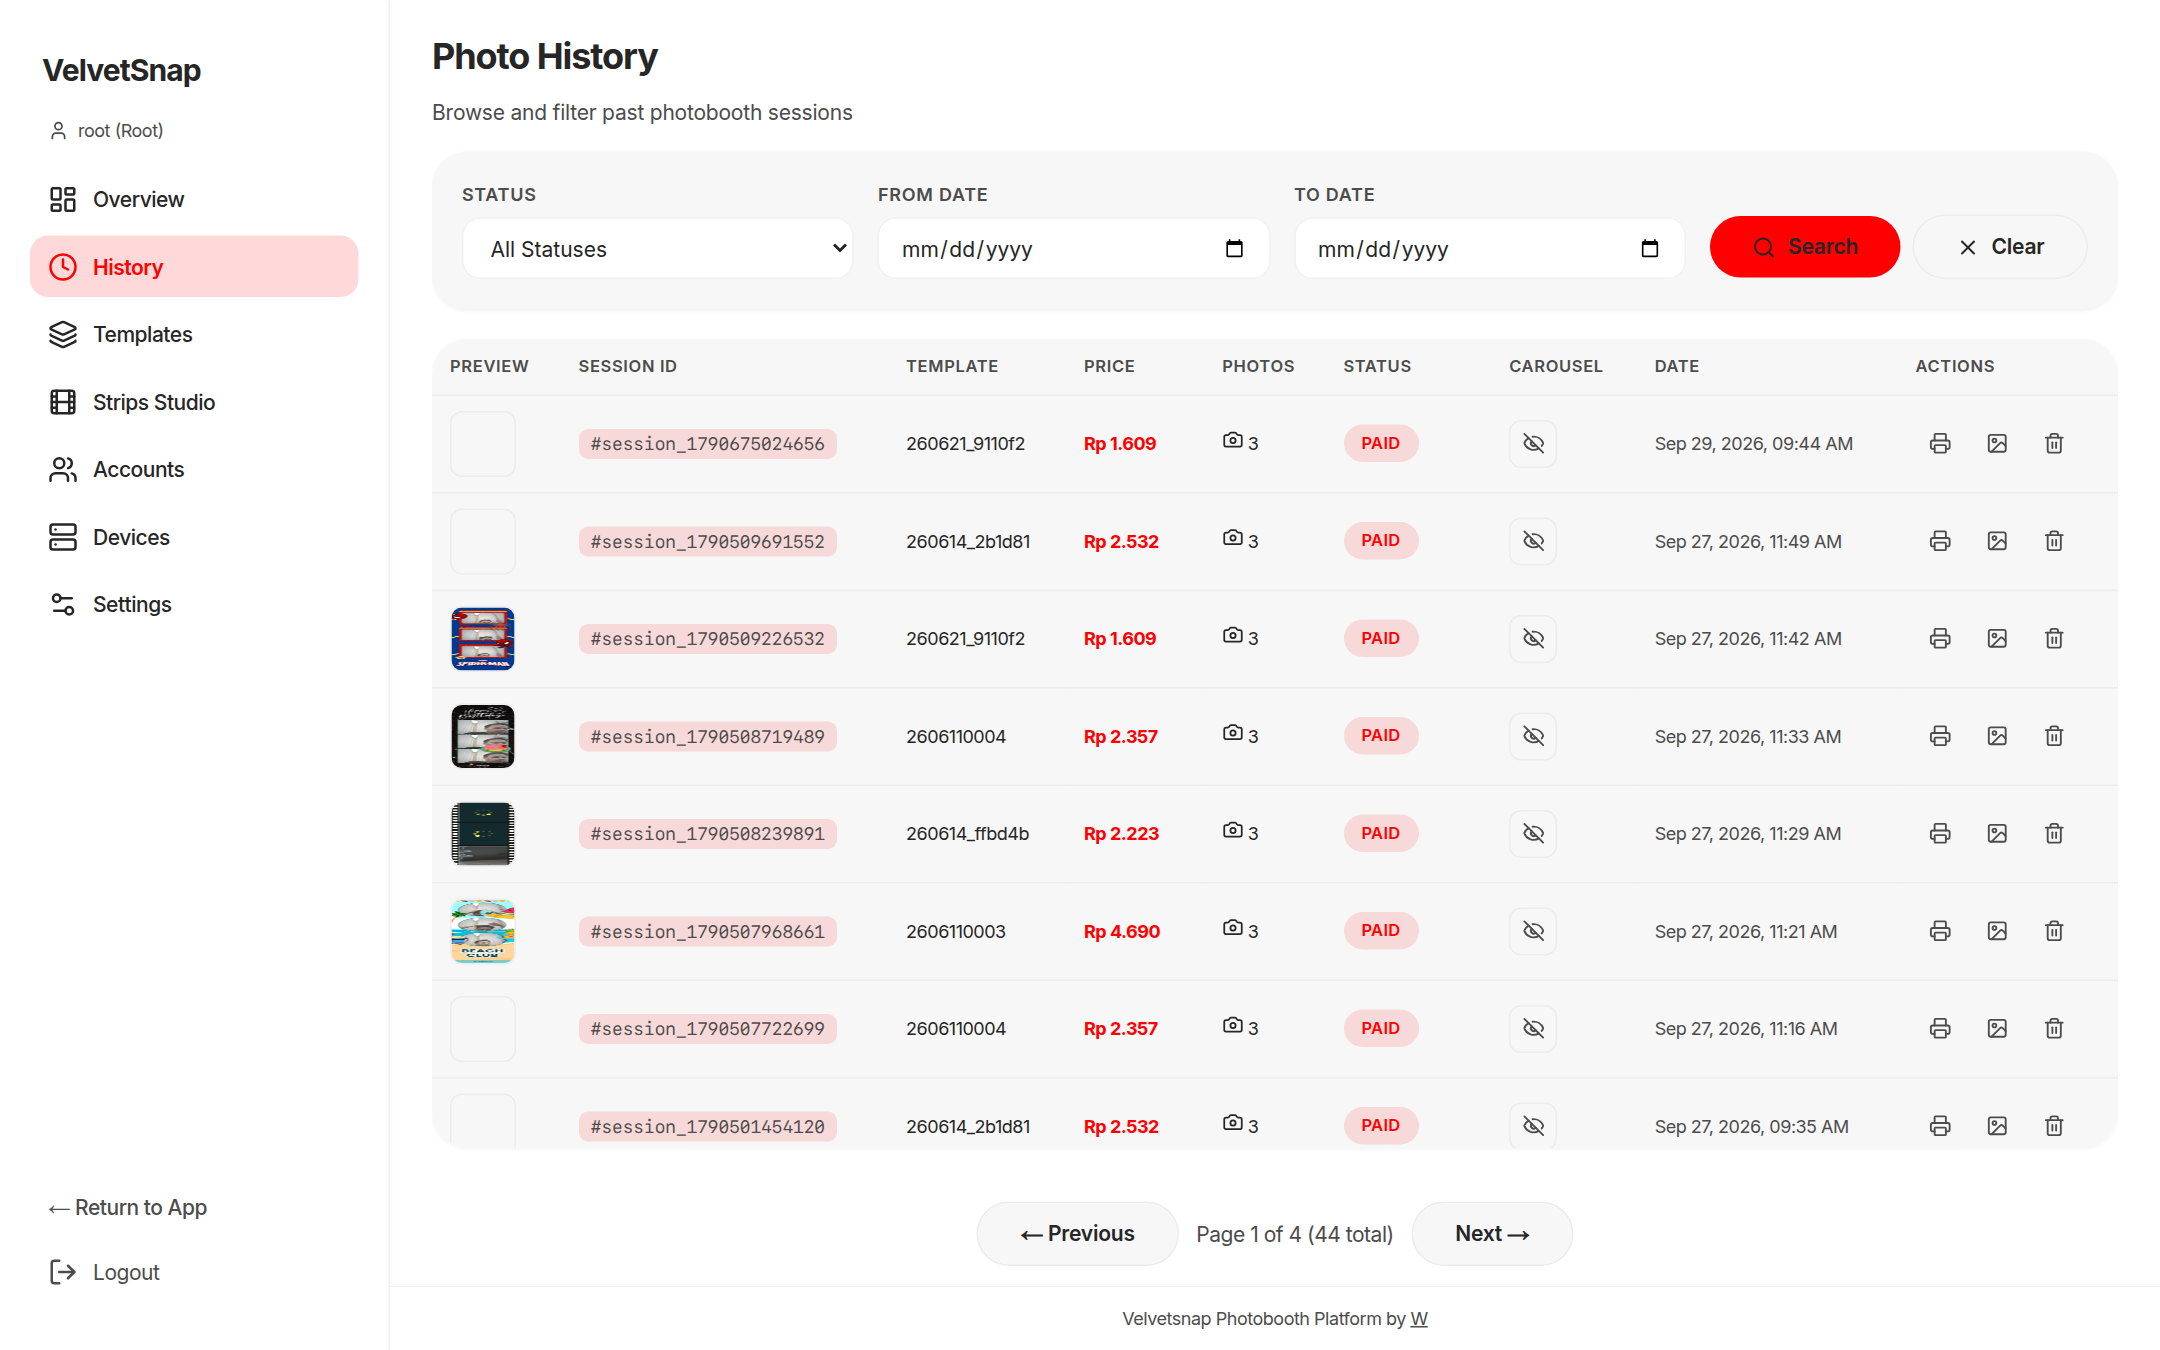 VelvetSnap
root (Root)
Overview
History
Templates
Strips Studio
Accounts
Devices
Settings
← Return to App
Logout
Photo History
Browse and filter past photobooth sessions
STATUS FROM DATE TO DATE
All Statuses mm/dd/yyyy mm/dd/yyyy Search Clear
PREVIEW SESSION ID TEMPLATE PRICE PHOTOS STATUS CAROUSEL DATE ACTIONS
#session_1790675024656 260621_9110f2 Rp 1.609 3 PAID Sep 29, 2026, 09:44 AM
#session_1790509691552 260614_2b1d81 Rp 2.532 3 PAID Sep 27, 2026, 11:49 AM
#session_1790509226532 260621_9110f2 Rp 1.609 3 PAID Sep 27, 2026, 11:42 AM
SPIDER-MAN
#session_1790508719489 2606110004 Rp 2.357 3 PAID Sep 27, 2026, 11:33 AM
#session_1790508239891 260614_ffbd4b Rp 2.223 3 PAID Sep 27, 2026, 11:29 AM
#session_1790507968661 2606110003 Rp 4.690 3 PAID Sep 27, 2026, 11:21 AM
BEACH
CLUB
#session_1790507722699 2606110004 Rp 2.357 3 PAID Sep 27, 2026, 11:16 AM
#session_1790501454120 260614_2b1d81 Rp 2.532 3 PAID Sep 27, 2026, 09:35 AM
← Previous Page 1 of 4 (44 total) Next →
Velvetsnap Photobooth Platform by W